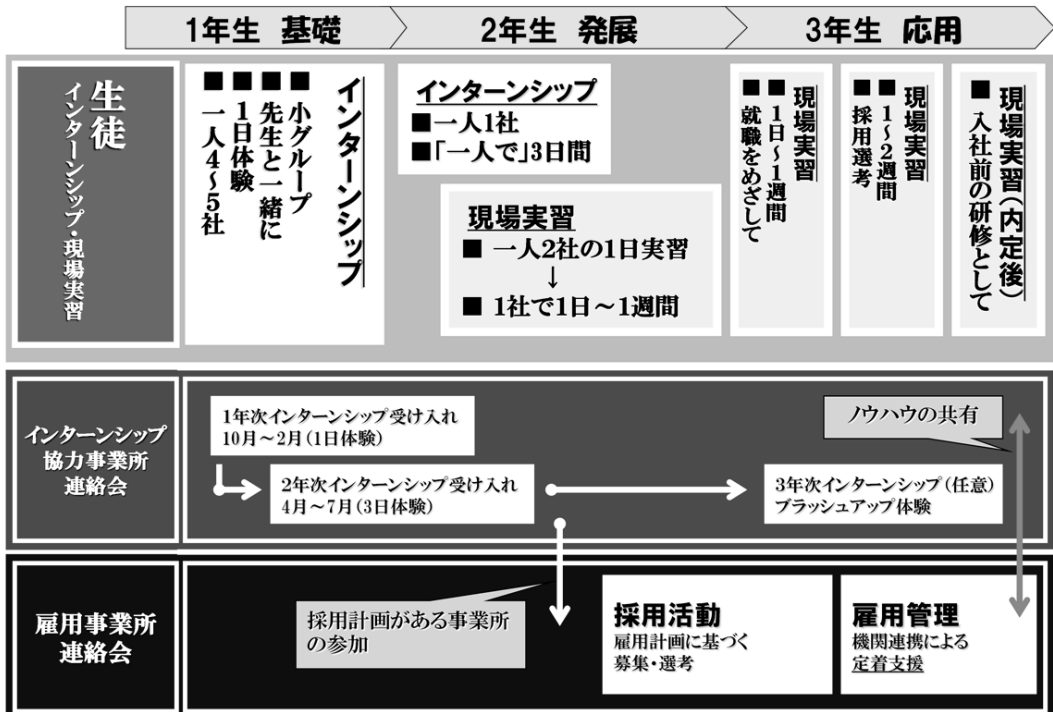 1年生 基礎
2年生 発展
3年生 応用
生徒
インターンシップ・現場実習
インターンシップ
■ 小グループ
■ 先生と一緒に
■ 1日体験
■ 一人4～5社
インターンシップ
■一人1社
■「一人で」3日間
現場実習
■ 一人2社の1日実習
↓
■ 1社で1日～1週間
現場実習
■ 1日～1週間
■ 就職をめざして
現場実習
■ 1～2週間
■ 採用選考
現場実習(内定後)
■ 入社前の研修として
インターンシップ
協力事業所
連絡会
1年次インターンシップ受け入れ
10月～2月(1日体験)
2年次インターンシップ受け入れ
4月～7月(3日体験)
3年次インターンシップ(任意)
ブラッシュアップ体験
ノウハウの共有
雇用事業所
連絡会
採用計画がある事業所
の参加
採用活動
雇用計画に基づく
募集・選考
雇用管理
機関連携による
定着支援